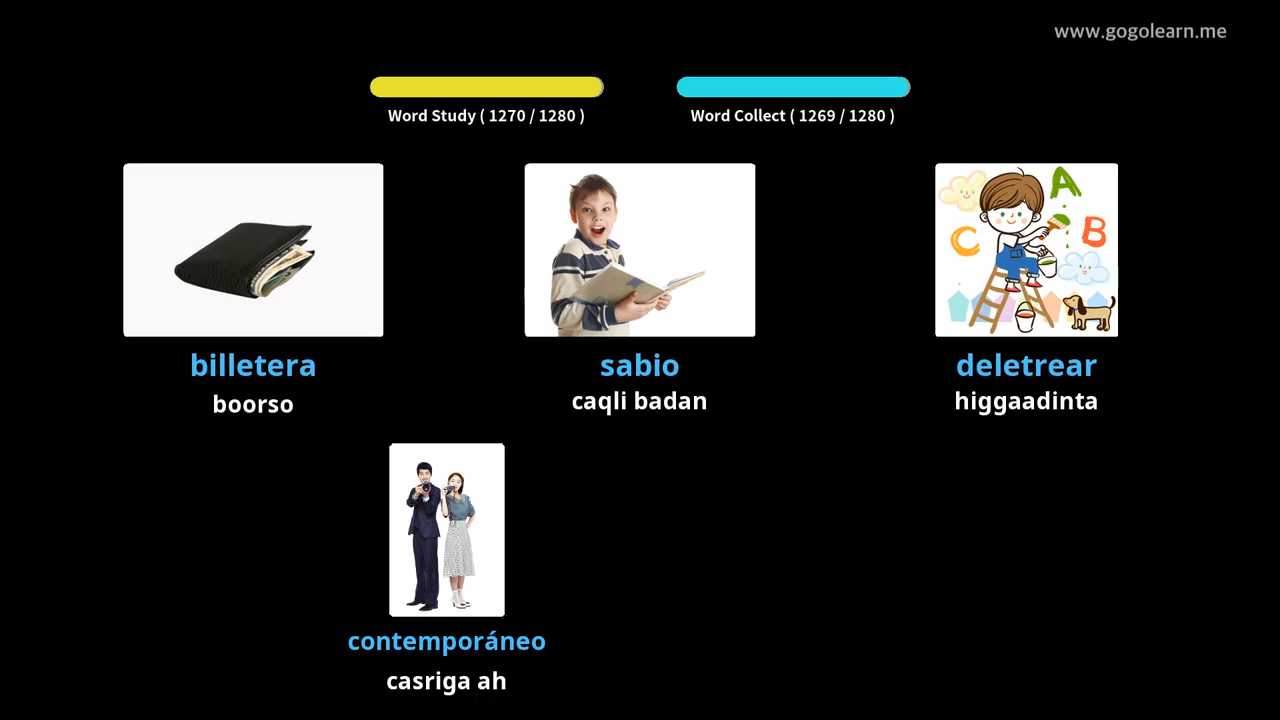 www.gogolearn.me
Word Study ( 1270 / 1280 )
Word Collect ( 1269 / 1280 )
billetera
boorso
sabio
caqli badan
A
B
C
deletrear
higgaadinta
contemporáneo
casriga ah